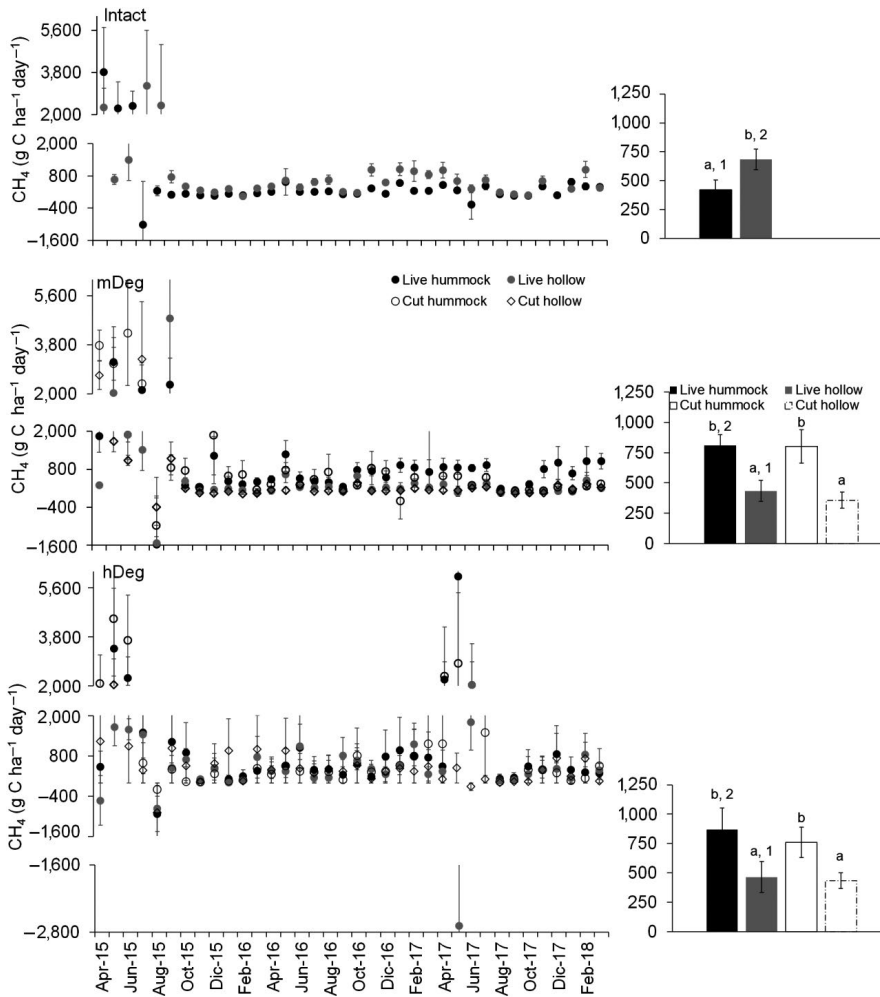 Intact
CH₄ (g C ha⁻¹ day⁻¹)
5,600
3,800
2,000
2,000
800
−400
−1,600
1,250
1,000
750
500
250
0
a, 1
b, 2
mDeg
CH₄ (g C ha⁻¹ day⁻¹)
5,600
3,800
2,000
2,000
800
−400
−1,600
Live hummock
Live hollow
Cut hummock
Cut hollow
1,250
1,000
750
500
250
0
Live hummock
Live hollow
Cut hummock
Cut hollow
b, 2
a, 1
b
a
hDeg
CH₄ (g C ha⁻¹ day⁻¹)
5,600
3,800
2,000
2,000
800
−400
−1,600
−1,600
−2,800
1,250
1,000
750
500
250
0
b, 2
a, 1
b
a
Apr-15
Jun-15
Aug-15
Oct-15
Dic-15
Feb-16
Apr-16
Jun-16
Aug-16
Oct-16
Dic-16
Feb-17
Apr-17
Jun-17
Aug-17
Oct-17
Dic-17
Feb-18